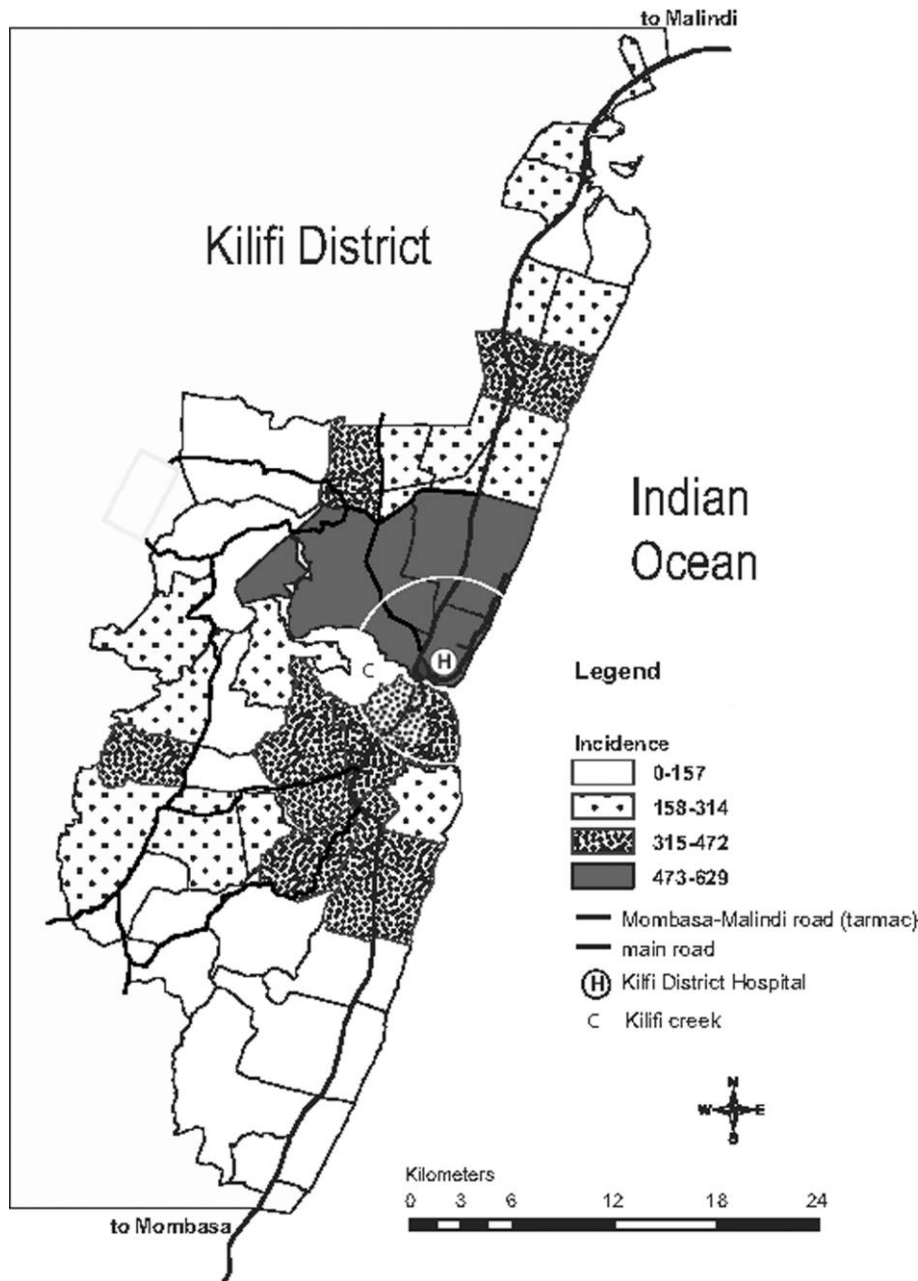 to Malindi
Kilifi District
Indian
Ocean
H
C
Legend
Incidence
0-157
158-314
315-472
473-629
Mombasa-Malindi road (tarmac)
main road
H Kilfi District Hospital
C Kilifi creek
N
W E
S
Kilometers
0 3 6 12 18 24
to Mombasa